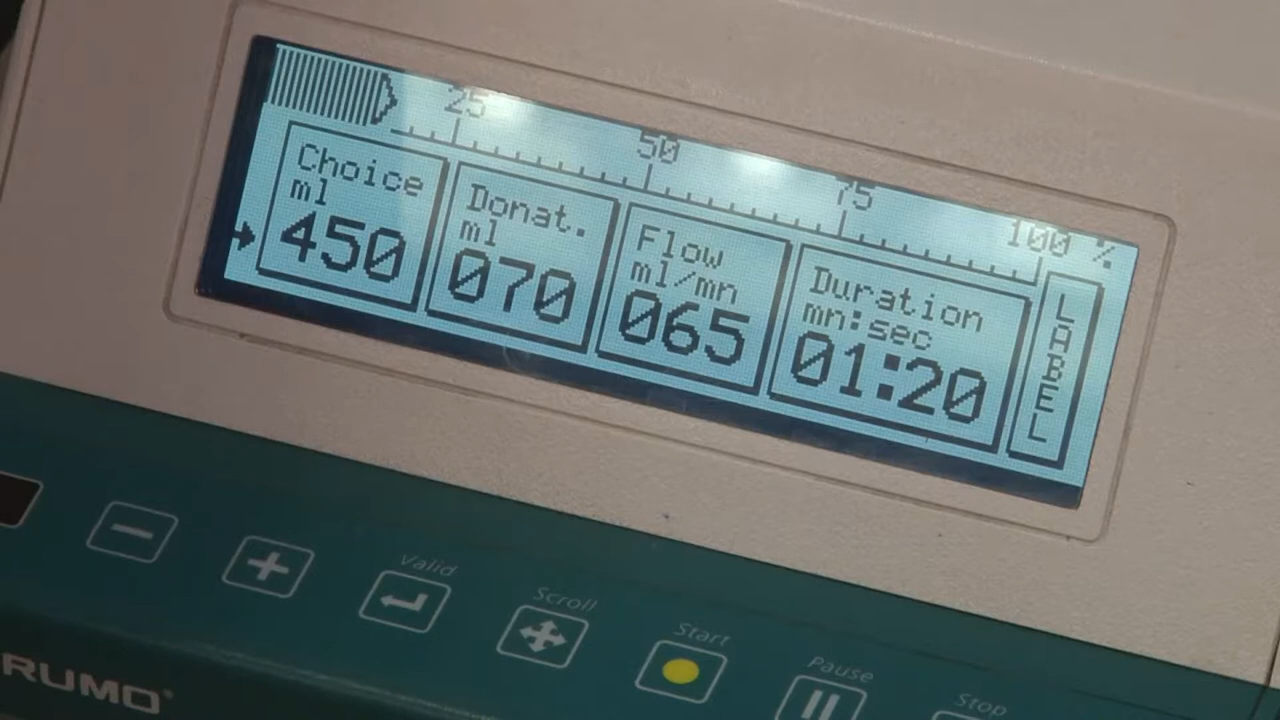 25 50 75 100 %
Choice
ml
450
Donat.
ml
070
Flow
ml/mn
065
Duration
mn:sec
01:20
LABEL
Valid
Scroll
Start
Pause
Stop
RUMO